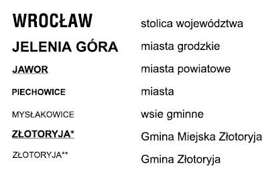 WROCŁAW stolica województwa
JELENIA GÓRA miasta grodzkie
JAWOR miasta powiatowe
PIECHOWICE miasta
MYSŁAKOWICE wsie gminne
ZŁOTORYJA* Gmina Miejska Złotoryja
ZŁOTORYJA** Gmina Złotoryja